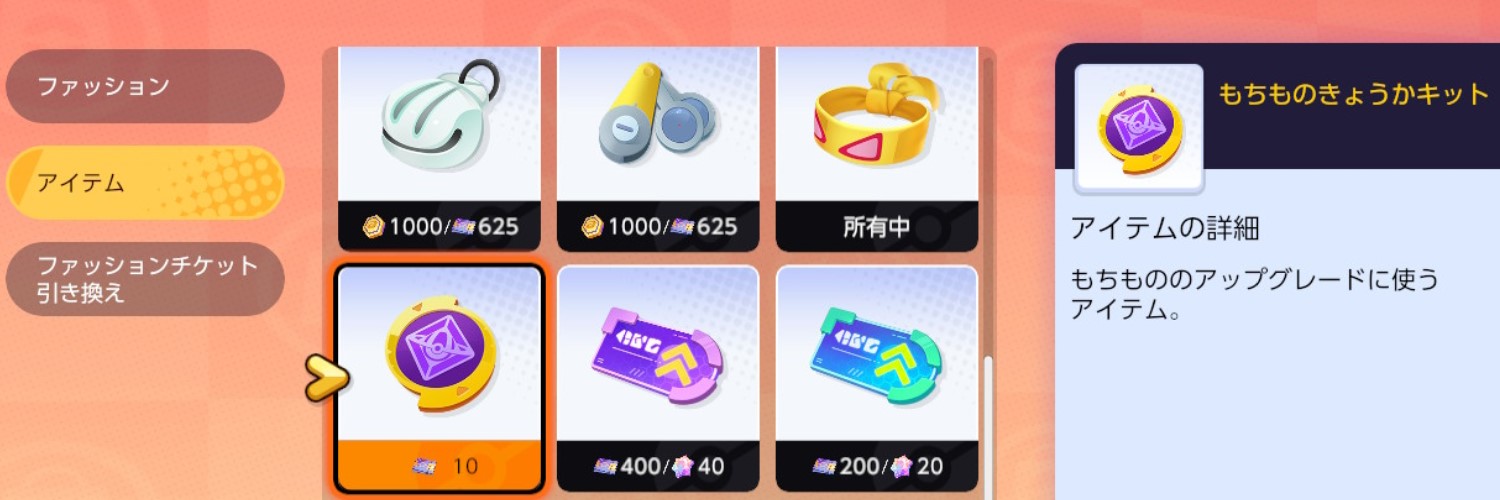 ファッション
アイテム
ファッションチケット
引き換え
1000/625
1000/625
所有中
10
400/40
200/20
もちものきょうかキット
アイテムの詳細
もちもののアップグレードに使う
アイテム。